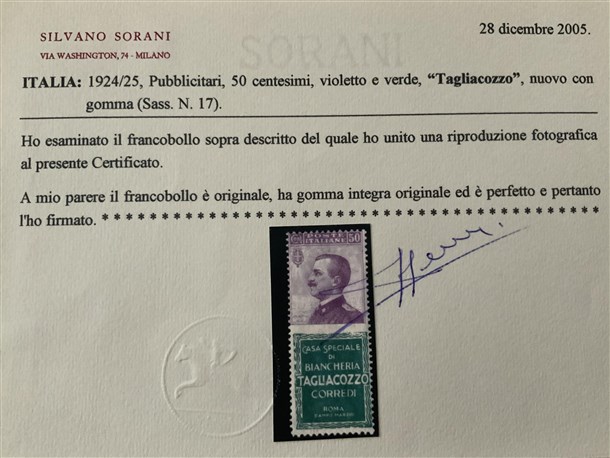 SILVANO SORANI
VIA WASHINGTON, 74 - MILANO
28 dicembre 2005.
SORANI
ITALIA: 1924/25, Pubblicitari, 50 centesimi, violetto e verde, “Tagliacozzo”, nuovo con
gomma (Sass. N. 17).
Ho esaminato il francobollo sopra descritto del quale ho unito una riproduzione fotografica
al presente Certificato.
A mio parere il francobollo è originale, ha gomma integra originale ed è perfetto e pertanto
l'ho firmato. * * * * * * * * * * * * * * * * * * * * * * * * * * * * * * * * * * * * * *
POSTE 50
ITALIANE
CASA SPECIALE
DI
BIANCHERIA
TAGLIACOZZO
CORREDI
ROMA
CAMPO MARZIO